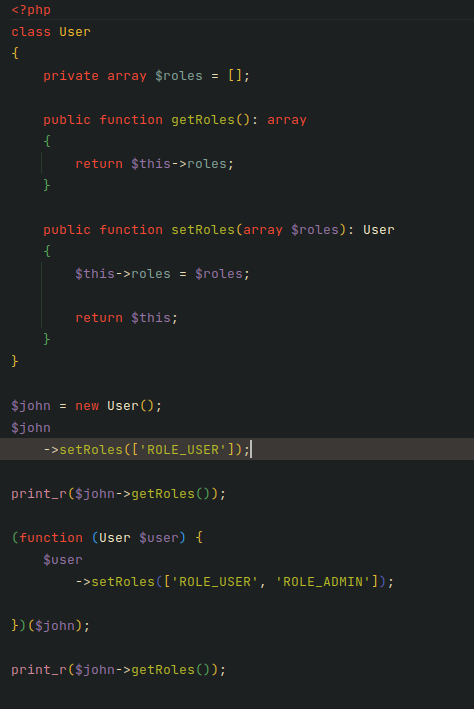 <?php
class User
{
    private array $roles = [];

    public function getRoles(): array
    {
        return $this->roles;
    }

    public function setRoles(array $roles): User
    {
        $this->roles = $roles;

        return $this;
    }
}

$john = new User();
$john
    ->setRoles(['ROLE_USER']);

print_r($john->getRoles());

(function (User $user) {
    $user
        ->setRoles(['ROLE_USER', 'ROLE_ADMIN']);

})($john);

print_r($john->getRoles());